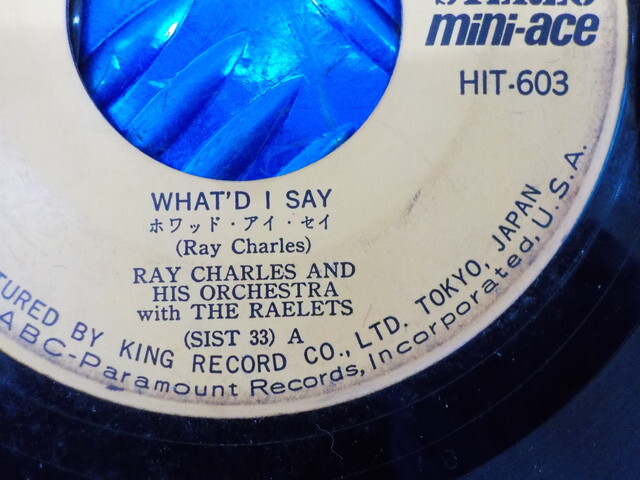 mini-ace
HIT-603
WHAT'D I SAY
ホワッド・アイ・セイ
(Ray Charles)
RAY CHARLES AND
HIS ORCHESTRA
with THE RAELETS
(SIST 33) A
TURED BY KING RECORD CO., LTD. TOKYO, JAPAN
ABC-Paramount Records, Incorporated, U.S.A.